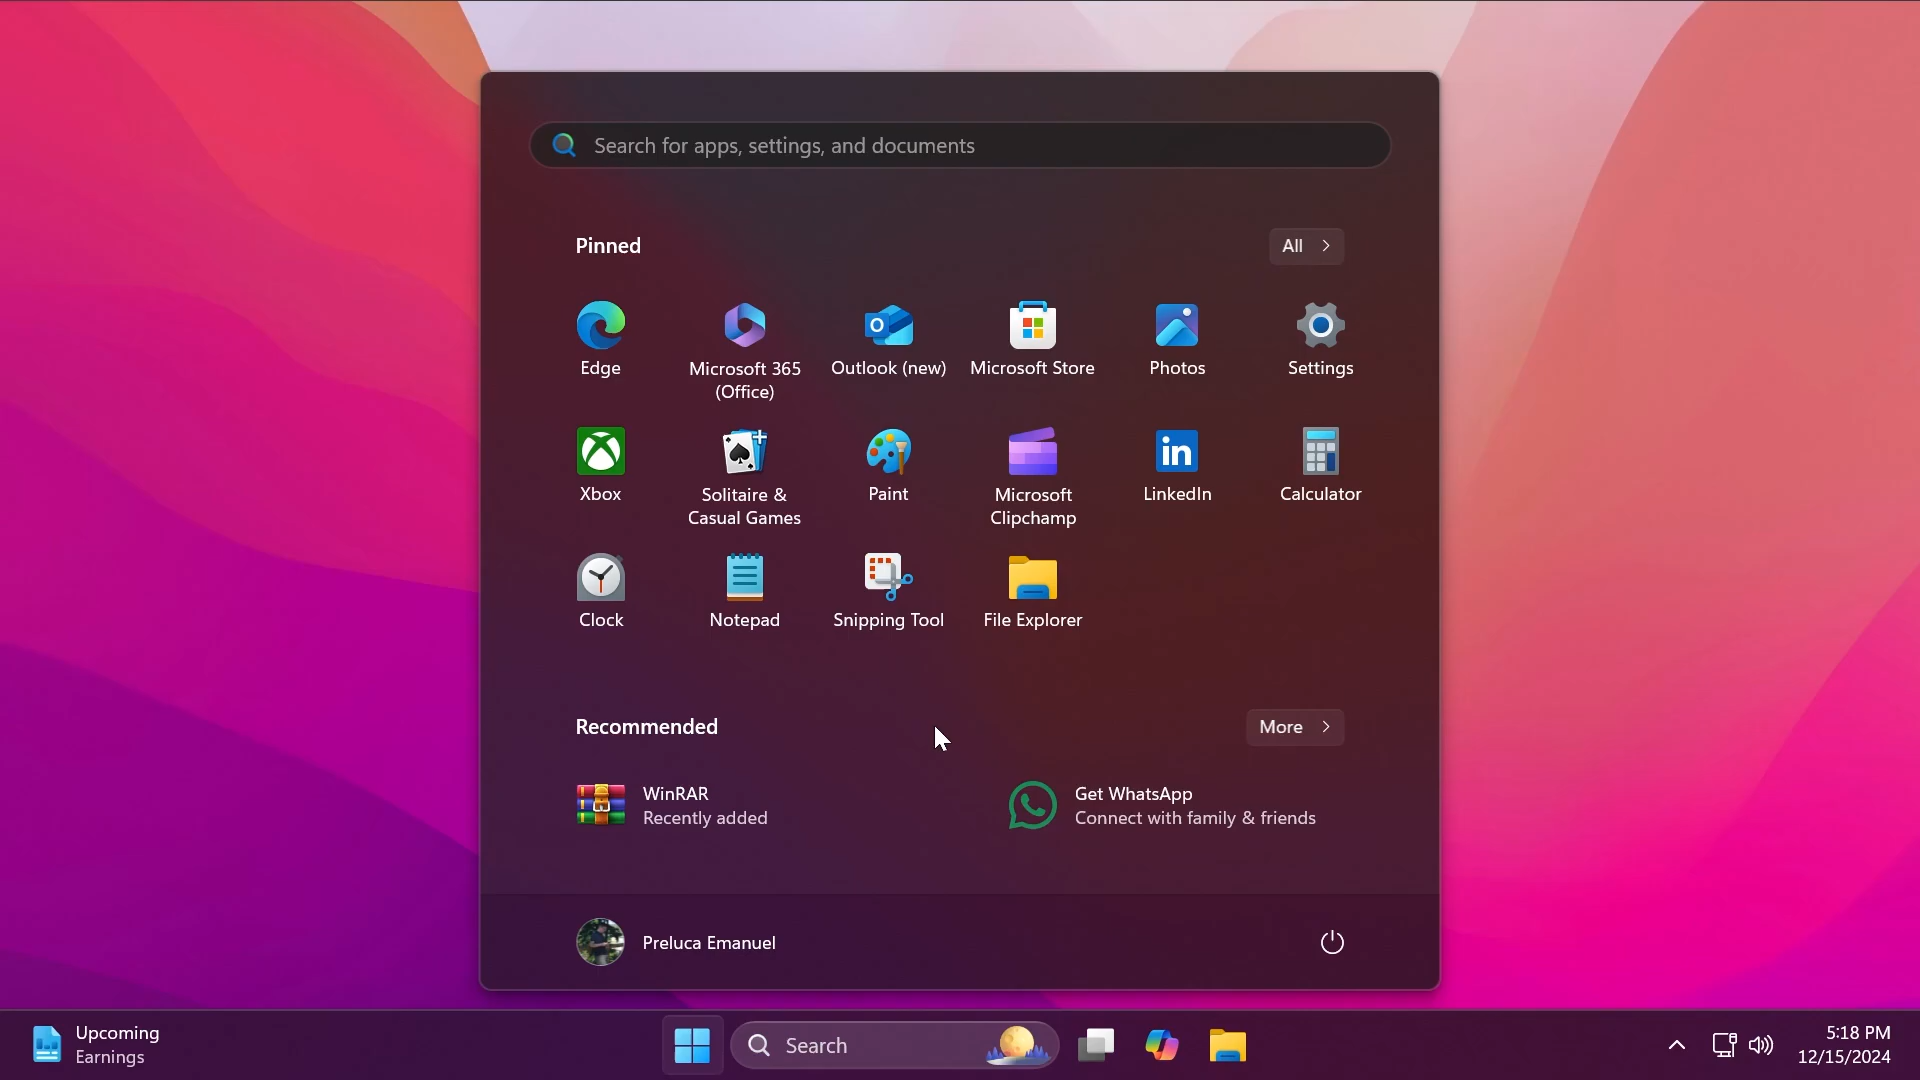 Search for apps, settings, and documents
Pinned
All
Edge
Microsoft 365
(Office)
Outlook (new)
Microsoft Store
Photos
Settings
Xbox
Solitaire &
Casual Games
Paint
Microsoft
Clipchamp
LinkedIn
Calculator
Clock
Notepad
Snipping Tool
File Explorer
Recommended
More
WinRAR
Recently added
Get WhatsApp
Connect with family & friends
Preluca Emanuel
Upcoming
Earnings
Search
5:18 PM
12/15/2024